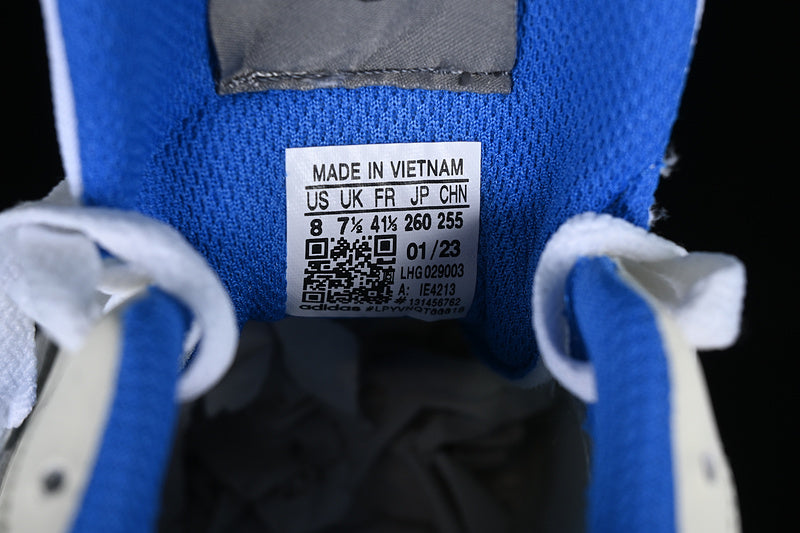 MADE IN VIETNAM
US UK FR JP CHN
8 7½ 41⅓ 260 255
01/23
LHG 029003
A: IE4213
# 131456762
adidas